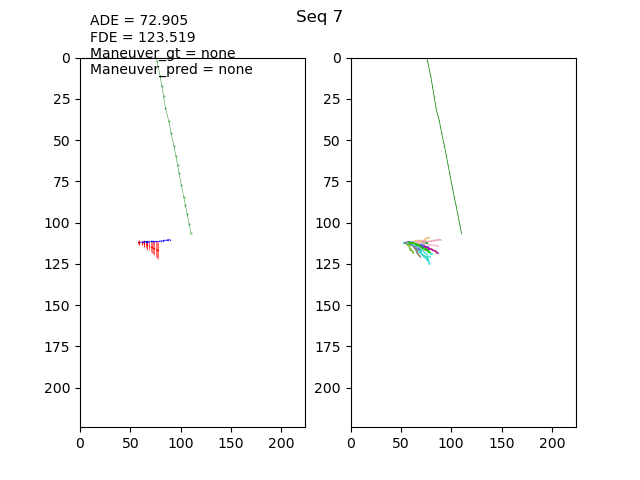 Seq 7
ADE = 72.905
FDE = 123.519
Maneuver_gt = none
Maneuver_pred = none
0
25
50
75
100
125
150
175
200
0 50 100 150 200
0
25
50
75
100
125
150
175
200
0 50 100 150 200